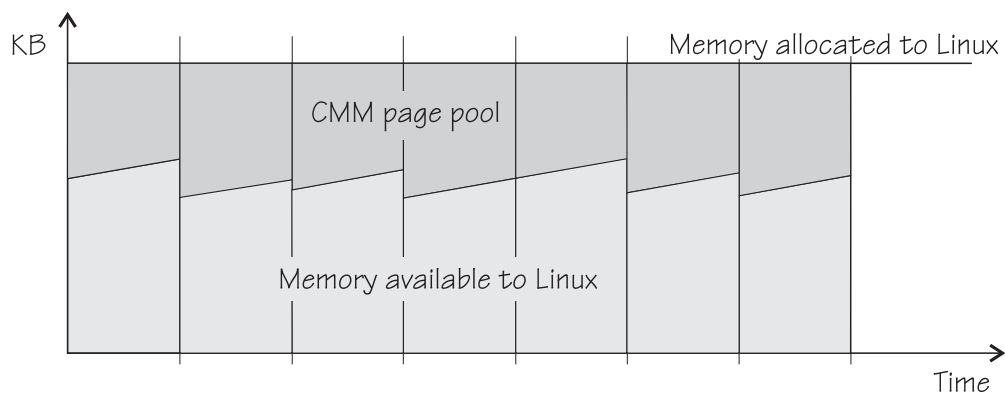 KB
Memory allocated to Linux
CMM page pool
Memory available to Linux
Time